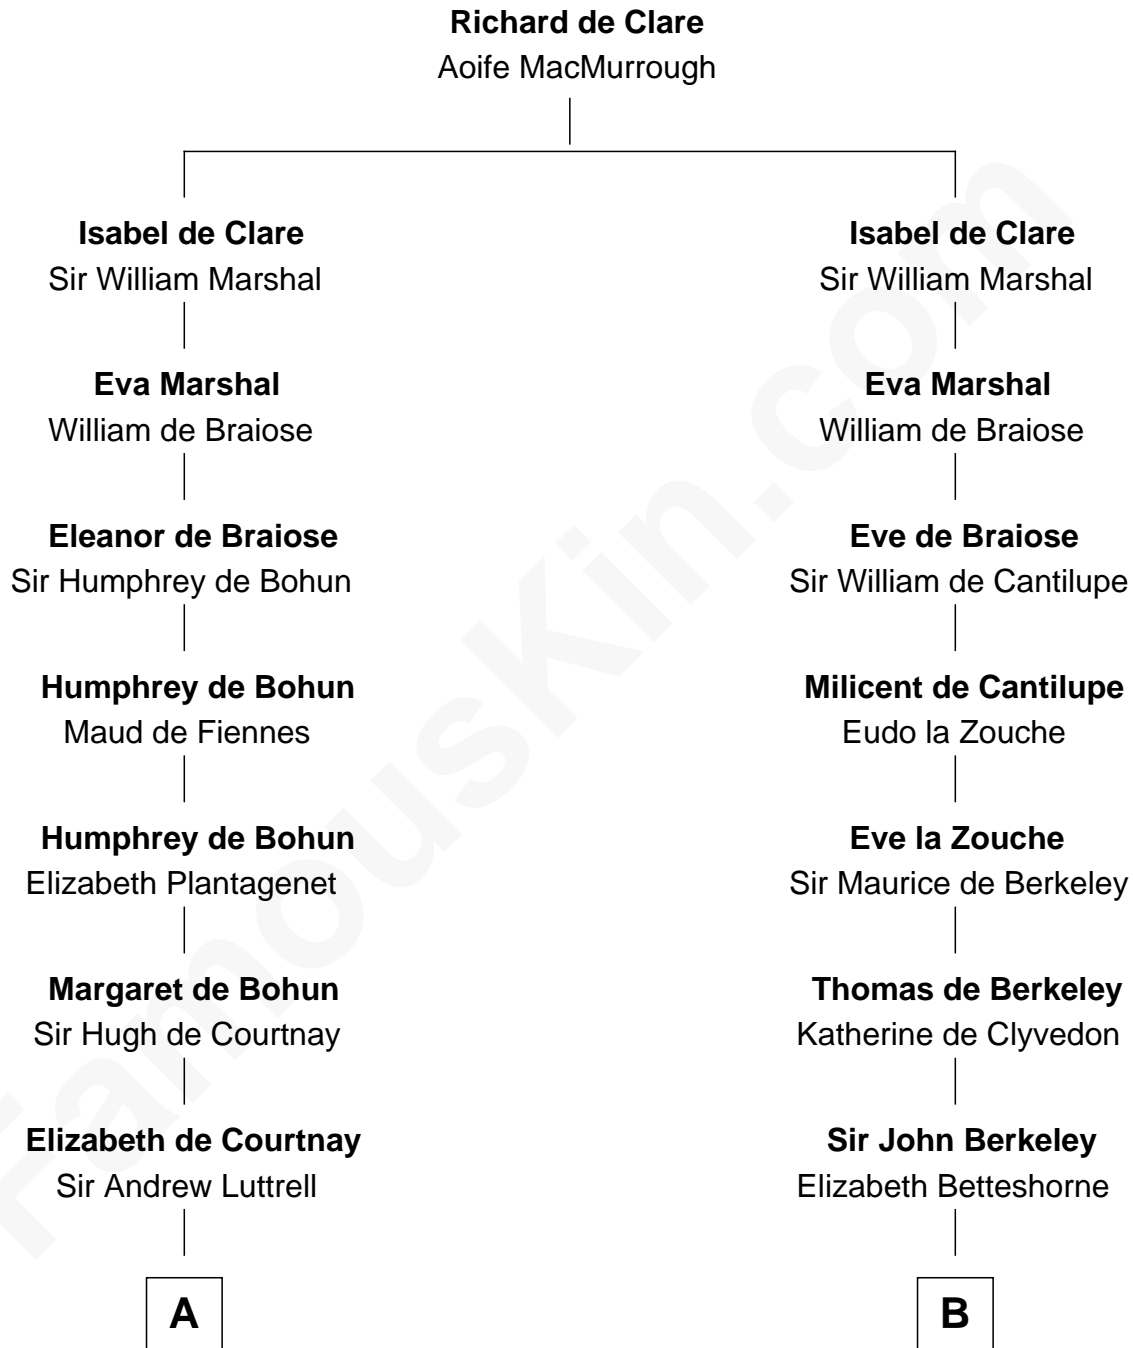 Richard de Clare
Aoife MacMurrough
Isabel de Clare
Sir William Marshal
Isabel de Clare
Sir William Marshal
Eva Marshal
William de Braiose
Eva Marshal
William de Braiose
Eleanor de Braiose
Sir Humphrey de Bohun
Eve de Braiose
Sir William de Cantilupe
Humphrey de Bohun
Maud de Fiennes
Milicent de Cantilupe
Eudo la Zouche
Humphrey de Bohun
Elizabeth Plantagenet
Eve la Zouche
Sir Maurice de Berkeley
Margaret de Bohun
Sir Hugh de Courtnay
Thomas de Berkeley
Katherine de Clyvedon
Elizabeth de Courtnay
Sir Andrew Luttrell
Sir John Berkeley
Elizabeth Betteshorne
A
B
FamousKin.com